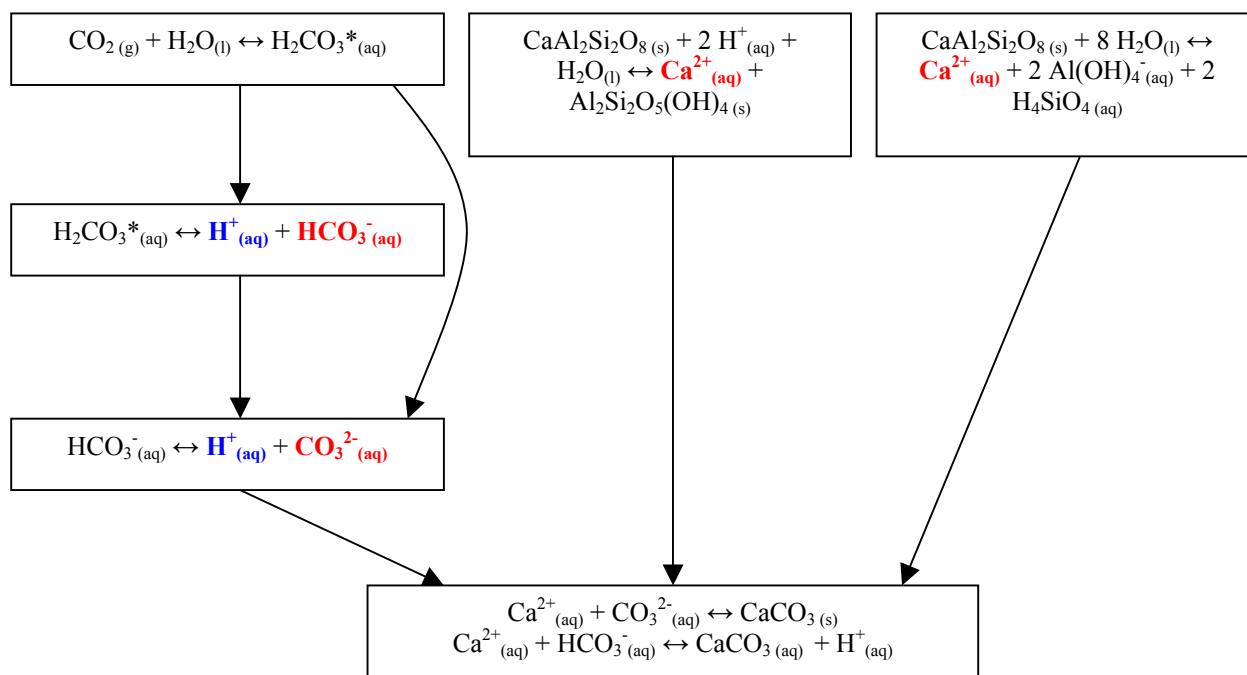 CO₂ (g) + H₂O(l) ↔ H₂CO₃*(aq)
CaAl₂Si₂O₈ (s) + 2 H⁺(aq) +
H₂O(l) ↔ Ca²⁺(aq) +
Al₂Si₂O₅(OH)₄ (s)
CaAl₂Si₂O₈ (s) + 8 H₂O(l) ↔
Ca²⁺(aq) + 2 Al(OH)₄⁻(aq) + 2
H₄SiO₄ (aq)
H₂CO₃*(aq) ↔ H⁺(aq) + HCO₃⁻(aq)
HCO₃⁻(aq) ↔ H⁺(aq) + CO₃²⁻(aq)
Ca²⁺(aq) + CO₃²⁻(aq) ↔ CaCO₃ (s)
Ca²⁺(aq) + HCO₃⁻(aq) ↔ CaCO₃ (aq) + H⁺(aq)